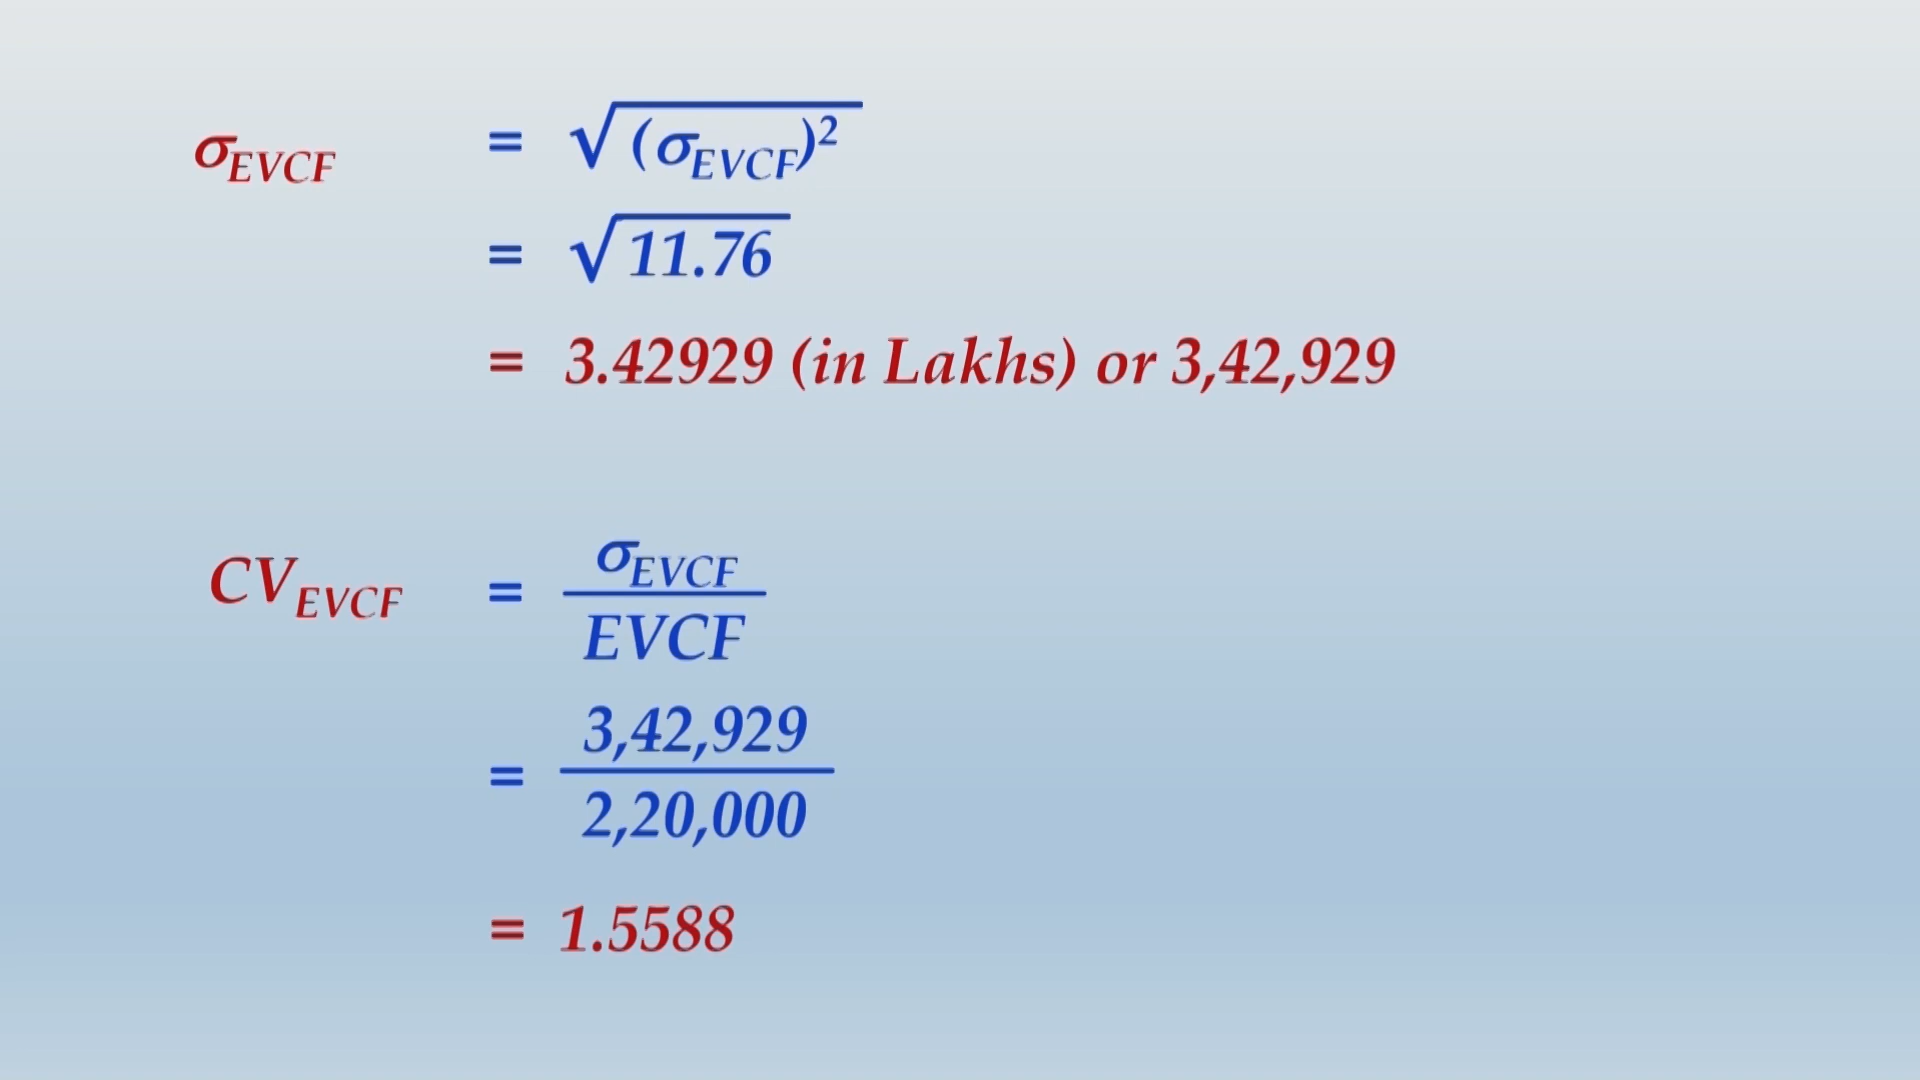 σEVCF = √(σEVCF)²
= √11.76
= 3.42929 (in Lakhs) or 3,42,929
CVEVCF = σEVCF / EVCF
= 3,42,929 / 2,20,000
= 1.5588